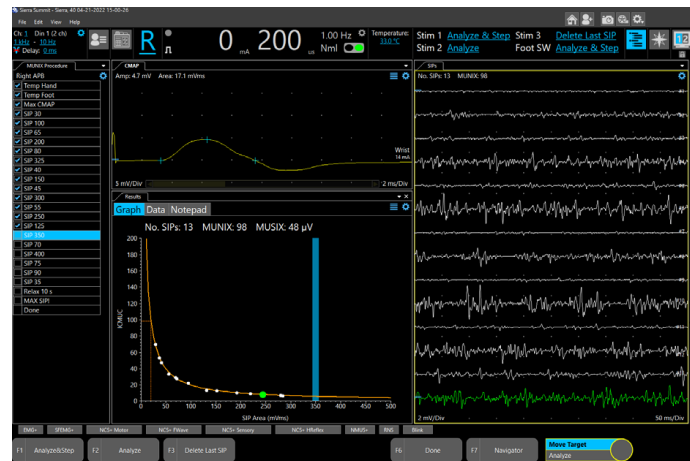 Sierra Summit - Sierra, 40 04-21-2022 15-00-26
File Edit View Help
Ch: 1 Din 1 (2 ch)
1 kHz - 10 Hz
Delay: 0 ms
R
0 mA 200 us
1.00 Hz
Nml
Temperature:
33.0°C
Stim 1 Analyze & Step Stim 3 Delete Last SIP
Stim 2 Analyze Foot SW Analyze & Step
MUNIX Procedure
Right APB
Temp Hand
Temp Foot
Max CMAP
SIP 30
SIP 100
SIP 65
SIP 200
SIP 80
SIP 325
SIP 40
SIP 150
SIP 45
SIP 300
SIP 55
SIP 250
SIP 125
SIP 350
SIP 70
SIP 400
SIP 75
SIP 90
SIP 35
Relax 10 s
MAX SIP!
Done
CMAP
Amp: 4.7 mV Area: 17.1 mVms
Wrist
14 mA
5 mV/Div
2 ms/Div
Results
Graph Data Notepad
No. SIPs: 13 MUNIX: 98 MUSIX: 48 µV
ICMUC
200
180
160
140
120
100
80
60
40
20
0
0 50 100 150 200 250 300 350 400 450 500
SIP Area (mVms)
SIPs
No. SIPs: 13 MUNIX: 98
2 mV/Div
50 ms/Div
EMG+ SFEMG+ NCS+ Motor NCS+ FWave NCS+ Sensory NCS+ HReflex NMJS+ RNS Blink
F1 Analyze&Step
F2 Analyze
F3 Delete Last SIP
F6 Done
F7 Navigator
Move Target
Analyze